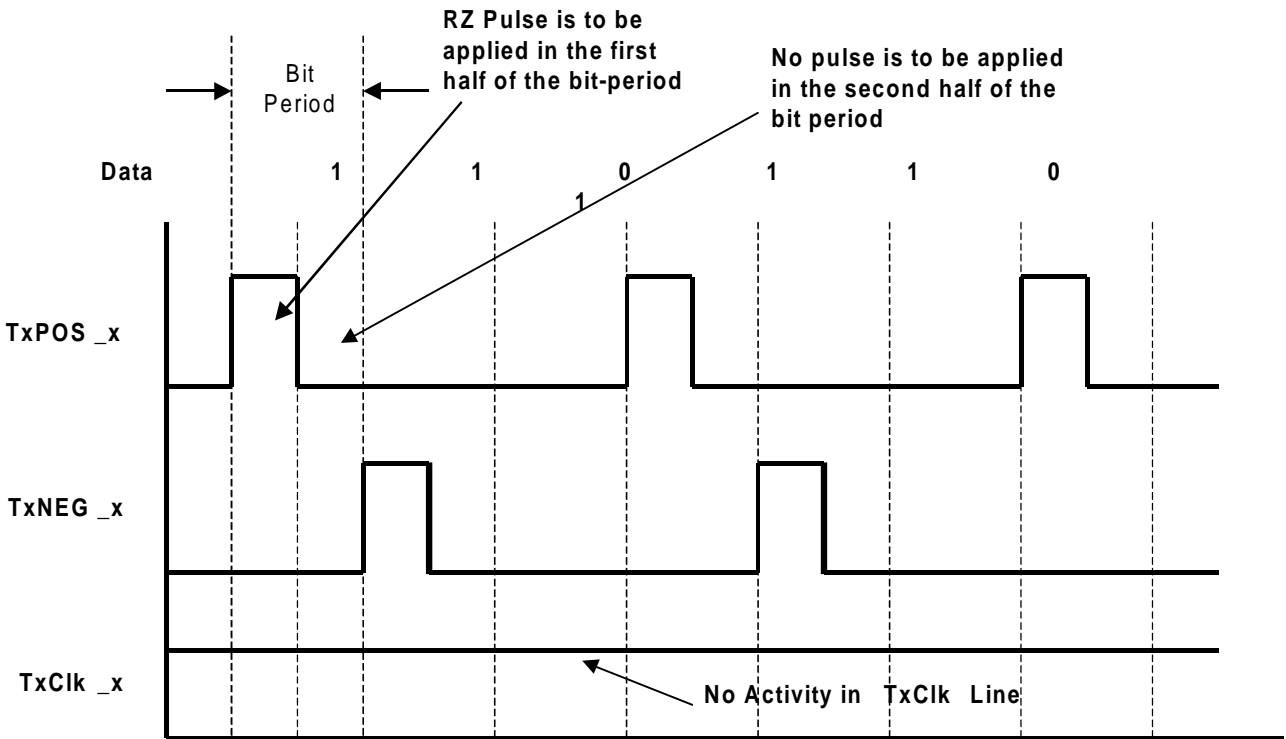 RZ Pulse is to be
applied in the first
half of the bit-period
No pulse is to be applied
in the second half of the
bit period
Bit
Period
Data 1 1 0 1 1 0
1
TxPOS _x
TxNEG _x
TxClk _x
No Activity in TxClk Line